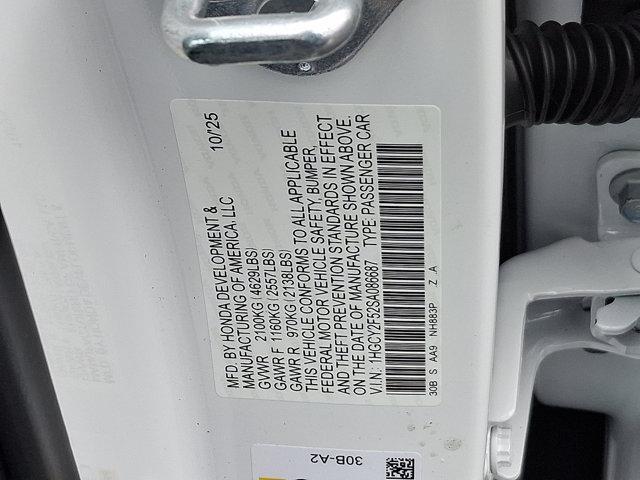 MFD. BY HONDA DEVELOPMENT &
MANUFACTURING OF AMERICA, LLC 10/'25
GVWR 2100KG(4629LBS)
GAWR F 1160KG(2557LBS)
GAWR R 970KG(2138LBS)
THIS VEHICLE CONFORMS TO ALL APPLICABLE
FEDERAL MOTOR VEHICLE SAFETY, BUMPER,
AND THEFT PREVENTION STANDARDS IN EFFECT
ON THE DATE OF MANUFACTURE SHOWN ABOVE.
V.I.N: 1HGCY2F52SA088687 TYPE: PASSENGER CAR
30B S AA9 NH883P Z A
30B-A2